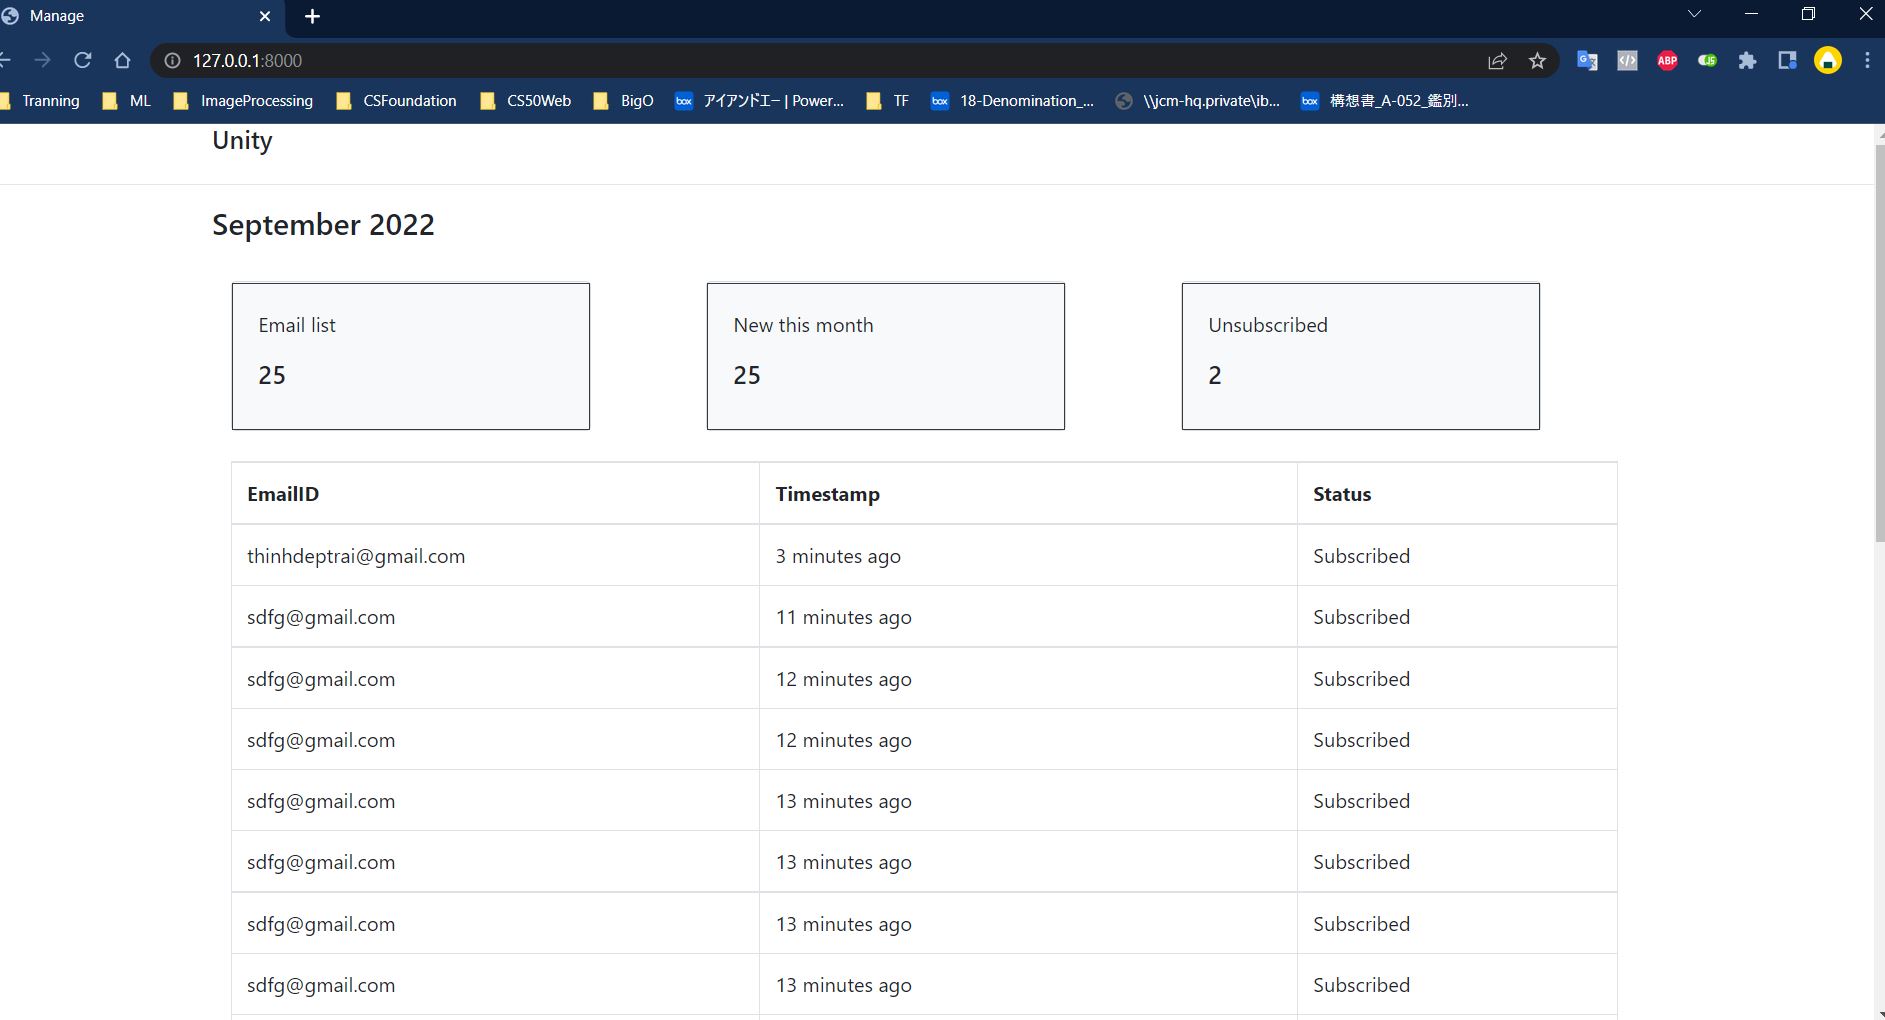 Manage
127.0.0.1:8000
ABP
JS
Tranning ML ImageProcessing CSFoundation CS50Web BigO box アイアンドエー | Power... TF box 18-Denomination_... \\jcm-hq.private\ib... box 構想書_A-052_鑑別...
Unity
September 2022
Email list
25
New this month
25
Unsubscribed
2
EmailID Timestamp Status
thinhdeptrai@gmail.com 3 minutes ago Subscribed
sdfg@gmail.com 11 minutes ago Subscribed
sdfg@gmail.com 12 minutes ago Subscribed
sdfg@gmail.com 12 minutes ago Subscribed
sdfg@gmail.com 13 minutes ago Subscribed
sdfg@gmail.com 13 minutes ago Subscribed
sdfg@gmail.com 13 minutes ago Subscribed
sdfg@gmail.com 13 minutes ago Subscribed